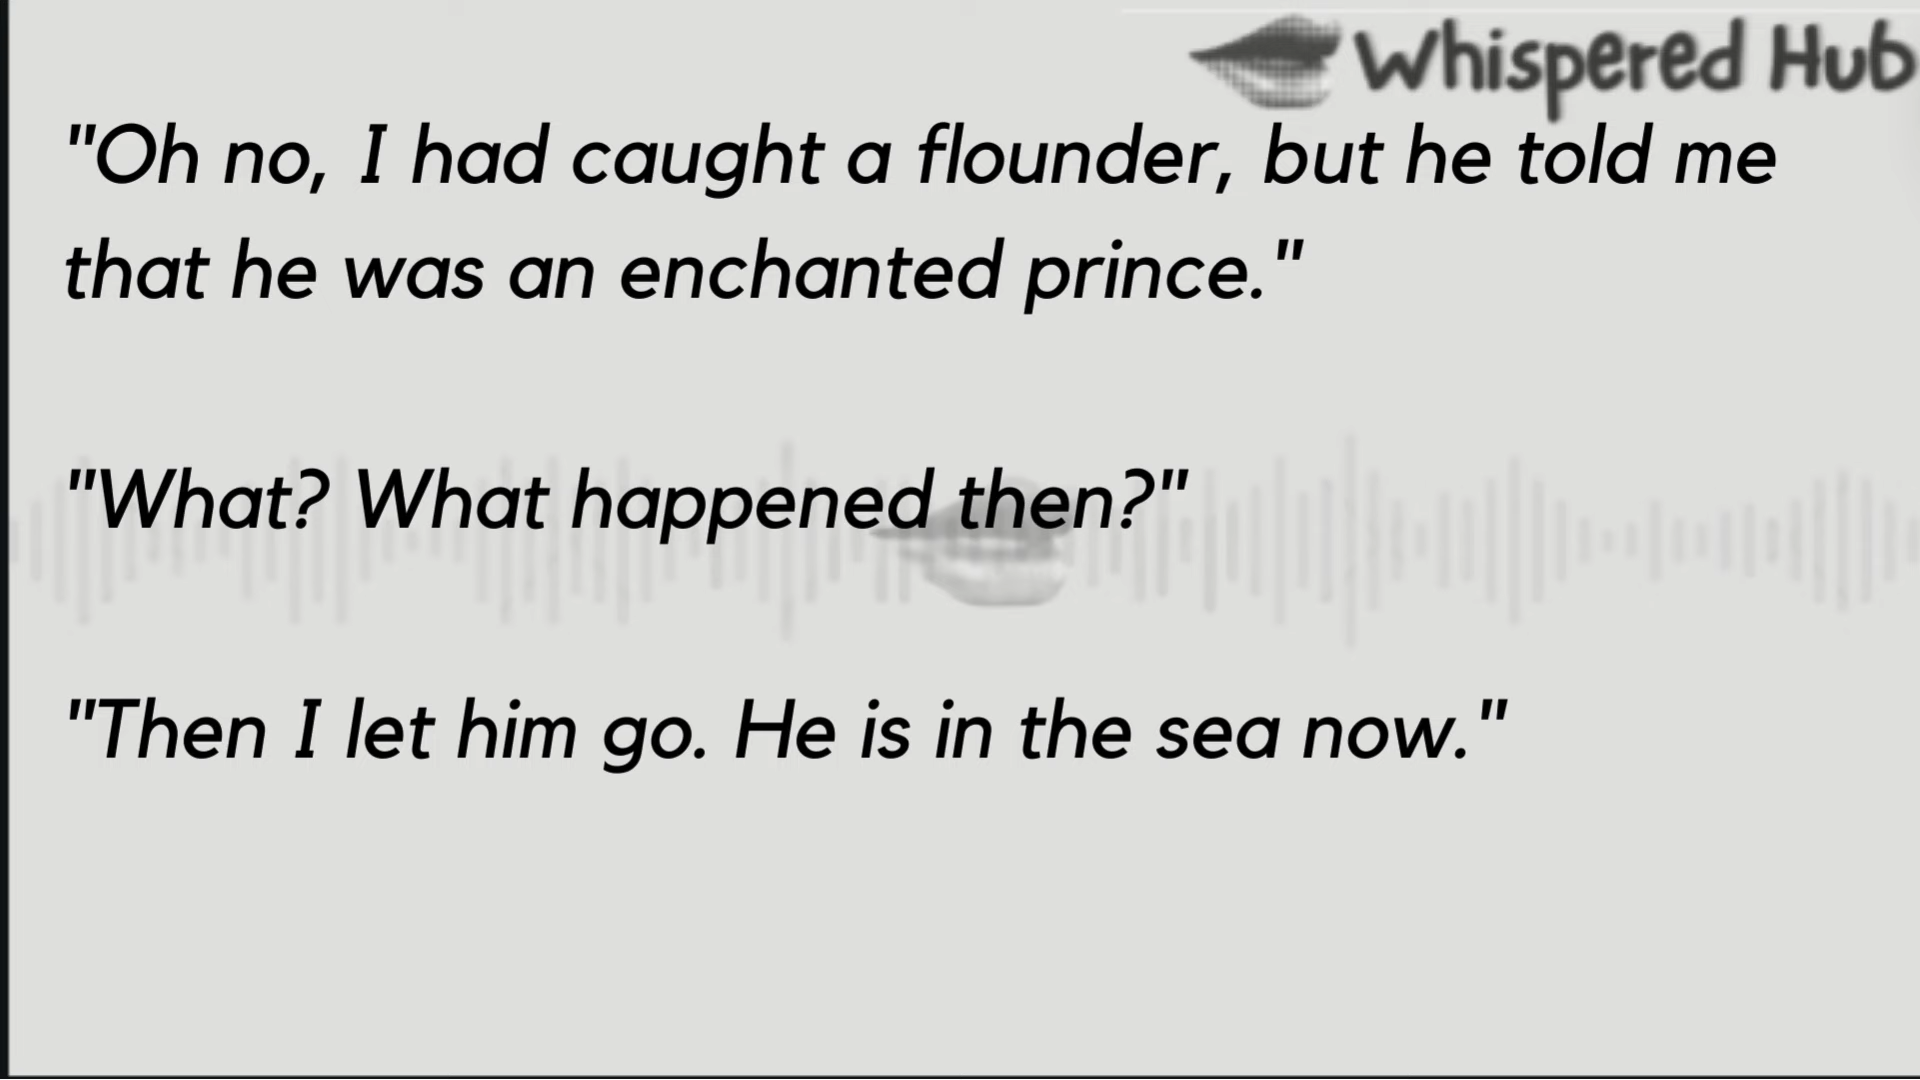 Whispered Hub
"Oh no, I had caught a flounder, but he told me
that he was an enchanted prince."
"What? What happened then?"
"Then I let him go. He is in the sea now."